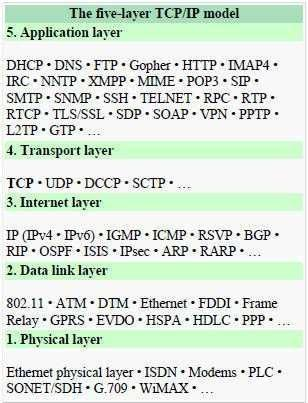 The five-layer TCP/IP model
5. Application layer
DHCP • DNS • FTP • Gopher • HTTP • IMAP4 •
IRC • NNTP • XMPP • MIME • POP3 • SIP •
SMTP • SNMP • SSH • TELNET • RPC • RTP •
RTCP • TLS/SSL • SDP • SOAP • VPN • PPTP •
L2TP • GTP • …
4. Transport layer
TCP • UDP • DCCP • SCTP • …
3. Internet layer
IP (IPv4 • IPv6) • IGMP • ICMP • RSVP • BGP •
RIP • OSPF • ISIS • IPsec • ARP • RARP • …
2. Data link layer
802.11 • ATM • DTM • Ethernet • FDDI • Frame
Relay • GPRS • EVDO • HSPA • HDLC • PPP • …
1. Physical layer
Ethernet physical layer • ISDN • Modems • PLC •
SONET/SDH • G.709 • WiMAX • …